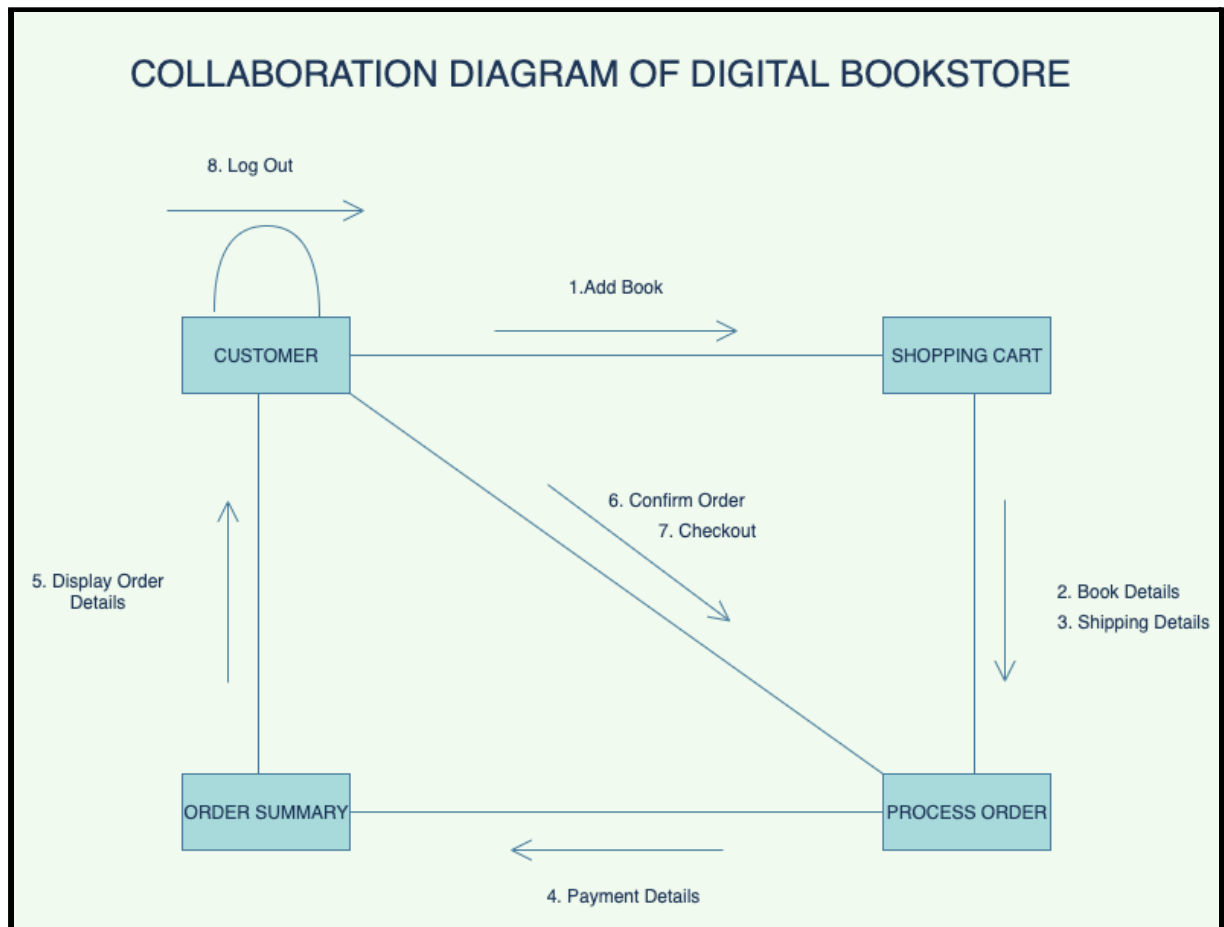 COLLABORATION DIAGRAM OF DIGITAL BOOKSTORE
8. Log Out
1.Add Book
CUSTOMER
SHOPPING CART
6. Confirm Order
7. Checkout
5. Display Order
Details
2. Book Details
3. Shipping Details
ORDER SUMMARY
PROCESS ORDER
4. Payment Details